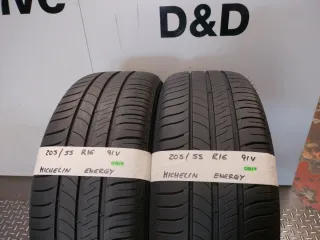 D&D
205/55 R16 91V
MICHELIN ENERGY
205/55 R16 91V
MICHELIN ENERGY